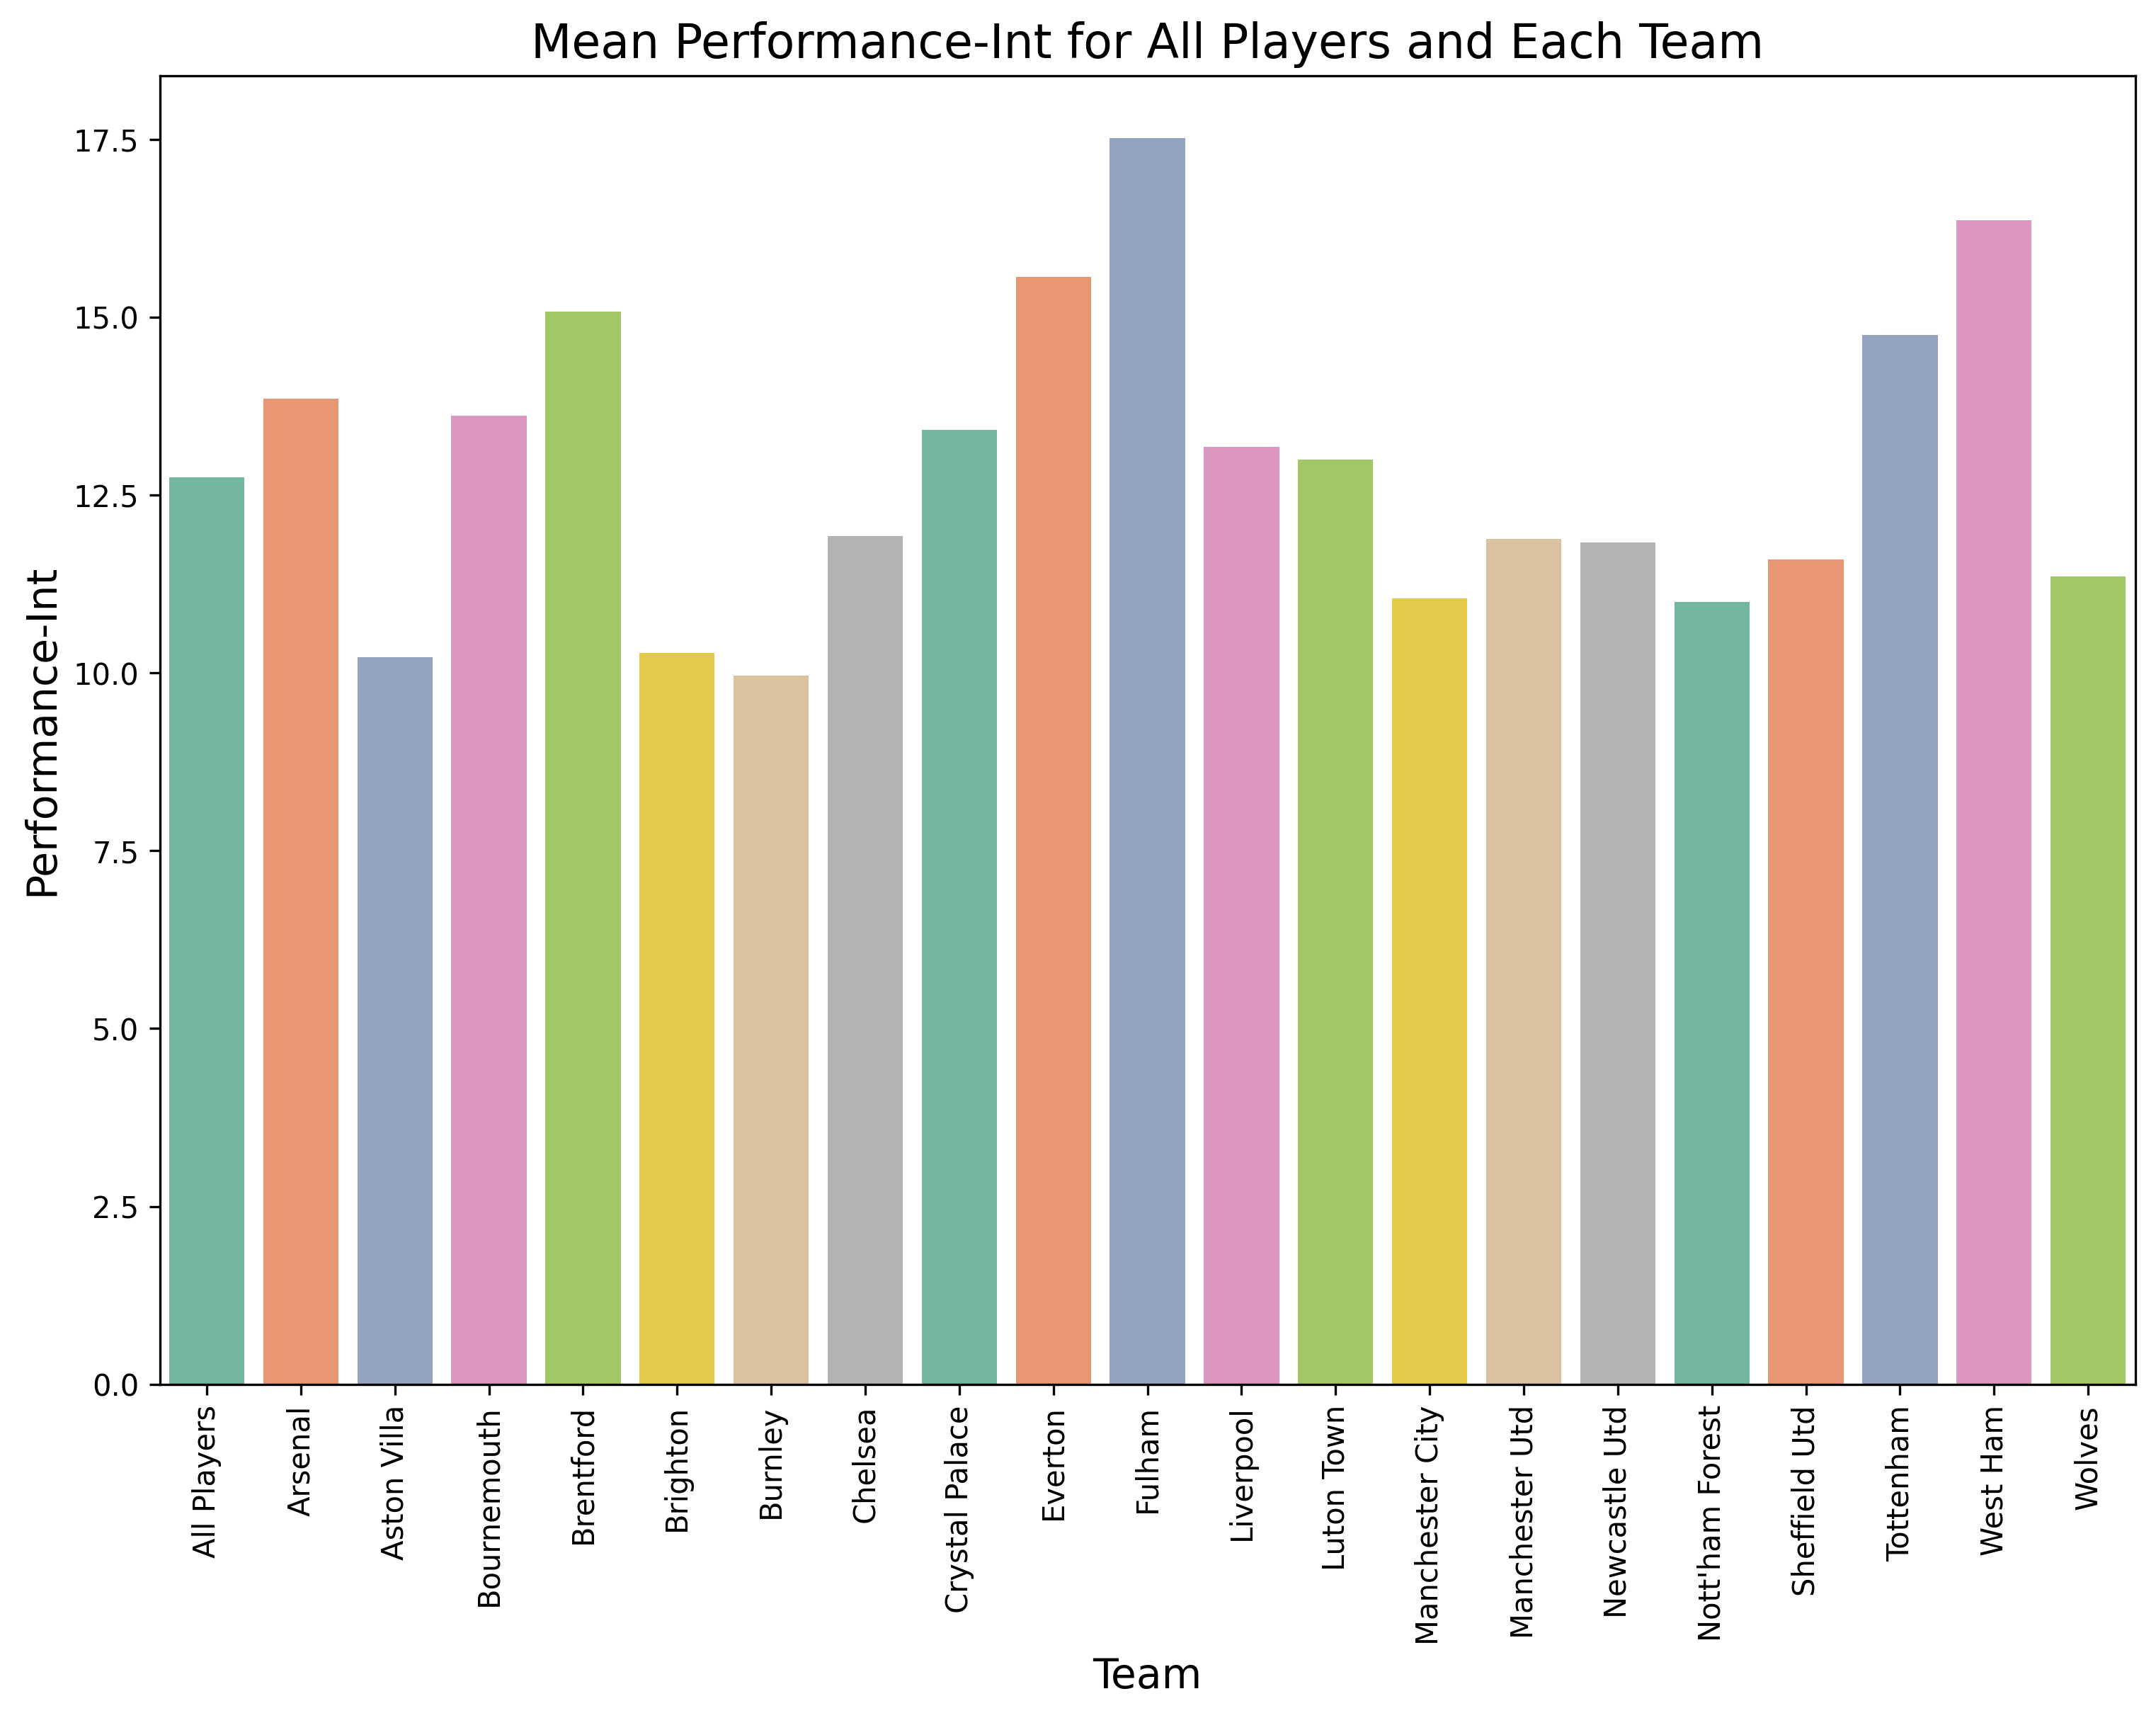 Mean Performance-Int for All Players and Each Team
Performance-Int
17.5
15.0
12.5
10.0
7.5
5.0
2.5
0.0
All Players
Arsenal
Aston Villa
Bournemouth
Brentford
Brighton
Burnley
Chelsea
Crystal Palace
Everton
Fulham
Liverpool
Luton Town
Manchester City
Manchester Utd
Newcastle Utd
Nott'ham Forest
Sheffield Utd
Tottenham
West Ham
Wolves
Team